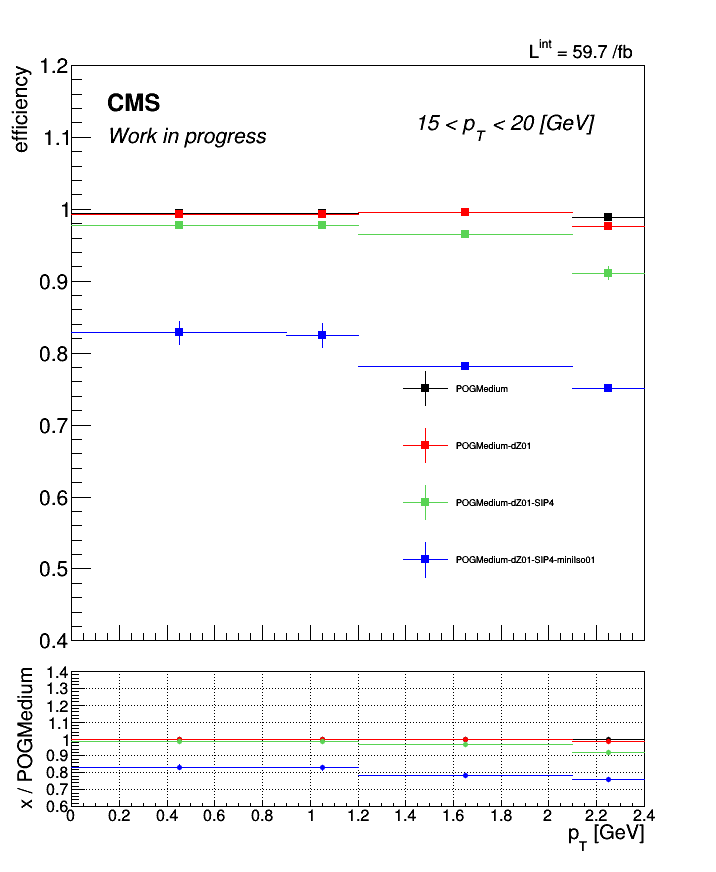 L^int = 59.7 /fb
efficiency
1.2
1.1
1
0.9
0.8
0.7
0.6
0.5
0.4
CMS
Work in progress
15 < p_T < 20 [GeV]
POGMedium
POGMedium-dZ01
POGMedium-dZ01-SIP4
POGMedium-dZ01-SIP4-miniIso01
x / POGMedium
1.4
1.3
1.2
1.1
1
0.9
0.8
0.7
0.6
0 0.2 0.4 0.6 0.8 1 1.2 1.4 1.6 1.8 2 2.2 2.4
p_T [GeV]